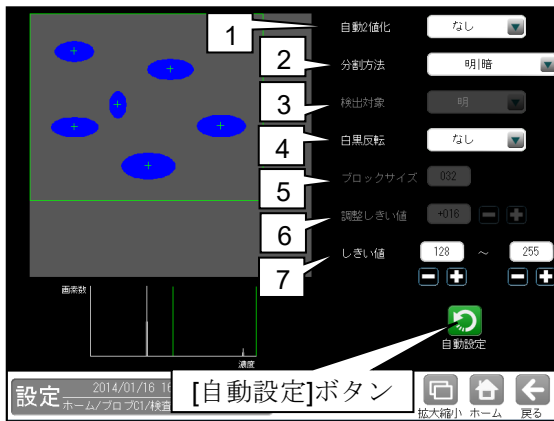 1 自動2値化 なし
2 分割方法 明|暗
3 検出対象 明
4 白黒反転 なし
5 ブロックサイズ 032
6 調整しきい値 +016
7 しきい値 128 ～ 255
画素数
濃度
自動設定
[自動設定]ボタン
設定 2014/01/16 16
ホーム/ブロブC1/検査
拡大縮小 ホーム 戻る